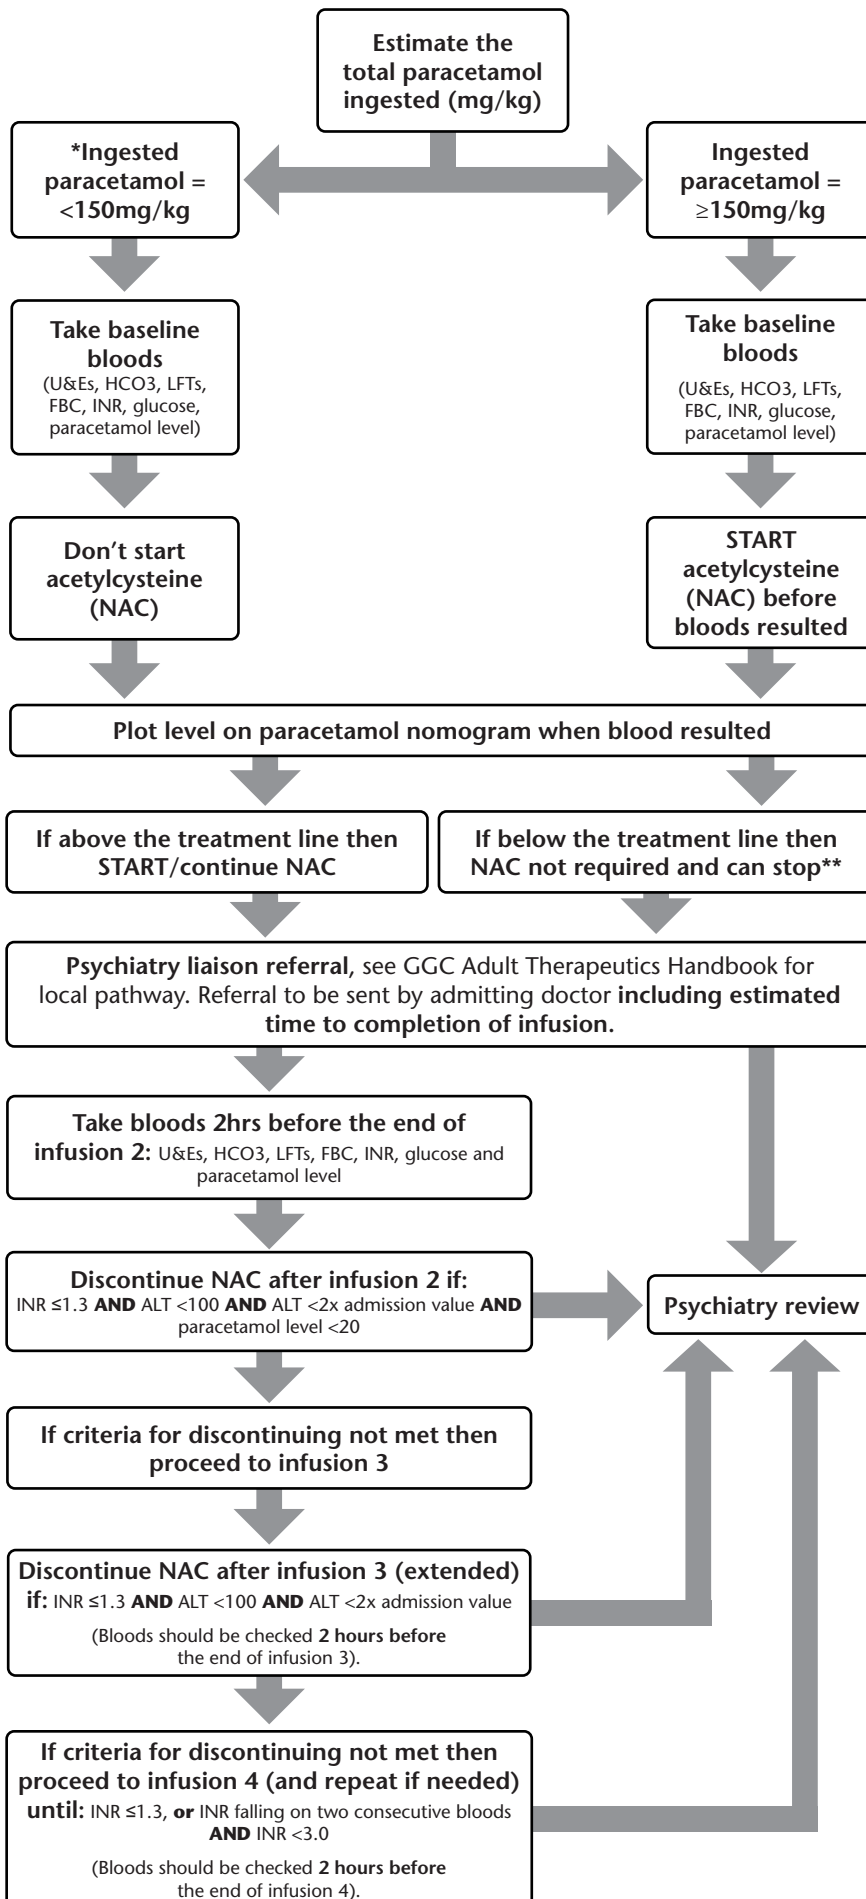 Estimate the
total paracetamol
ingested (mg/kg)
*Ingested
paracetamol =
<150mg/kg
Ingested
paracetamol =
≥150mg/kg
Take baseline
bloods
(U&Es, HCO3, LFTs,
FBC, INR, glucose,
paracetamol level)
Take baseline
bloods
(U&Es, HCO3, LFTs,
FBC, INR, glucose,
paracetamol level)
Don't start
acetylcysteine
(NAC)
START
acetylcysteine
(NAC) before
bloods resulted
Plot level on paracetamol nomogram when blood resulted
If above the treatment line then
START/continue NAC
If below the treatment line then
NAC not required and can stop**
Psychiatry liaison referral, see GGC Adult Therapeutics Handbook for
local pathway. Referral to be sent by admitting doctor including estimated
time to completion of infusion.
Take bloods 2hrs before the end of
infusion 2: U&Es, HCO3, LFTs, FBC, INR, glucose and
paracetamol level
Discontinue NAC after infusion 2 if:
INR ≤1.3 AND ALT <100 AND ALT <2x admission value AND
paracetamol level <20
Psychiatry review
If criteria for discontinuing not met then
proceed to infusion 3
Discontinue NAC after infusion 3 (extended)
if: INR ≤1.3 AND ALT <100 AND ALT <2x admission value
(Bloods should be checked 2 hours before
the end of infusion 3).
If criteria for discontinuing not met then
proceed to infusion 4 (and repeat if needed)
until: INR ≤1.3, or INR falling on two consecutive bloods
AND INR <3.0
(Bloods should be checked 2 hours before
the end of infusion 4).